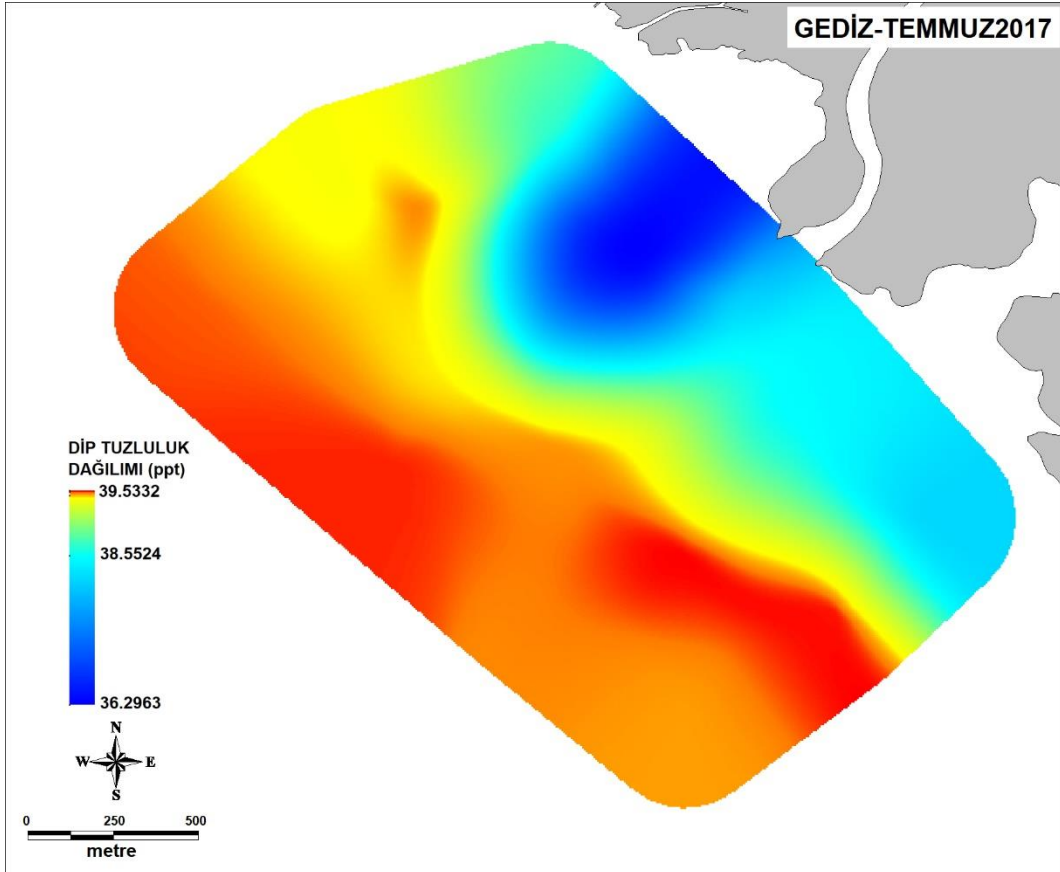 GEDİZ-TEMMUZ2017
DİP TUZLULUK
DAĞILIMI (ppt)
39.5332
38.5524
36.2963
N
W E
S
0 250 500
metre